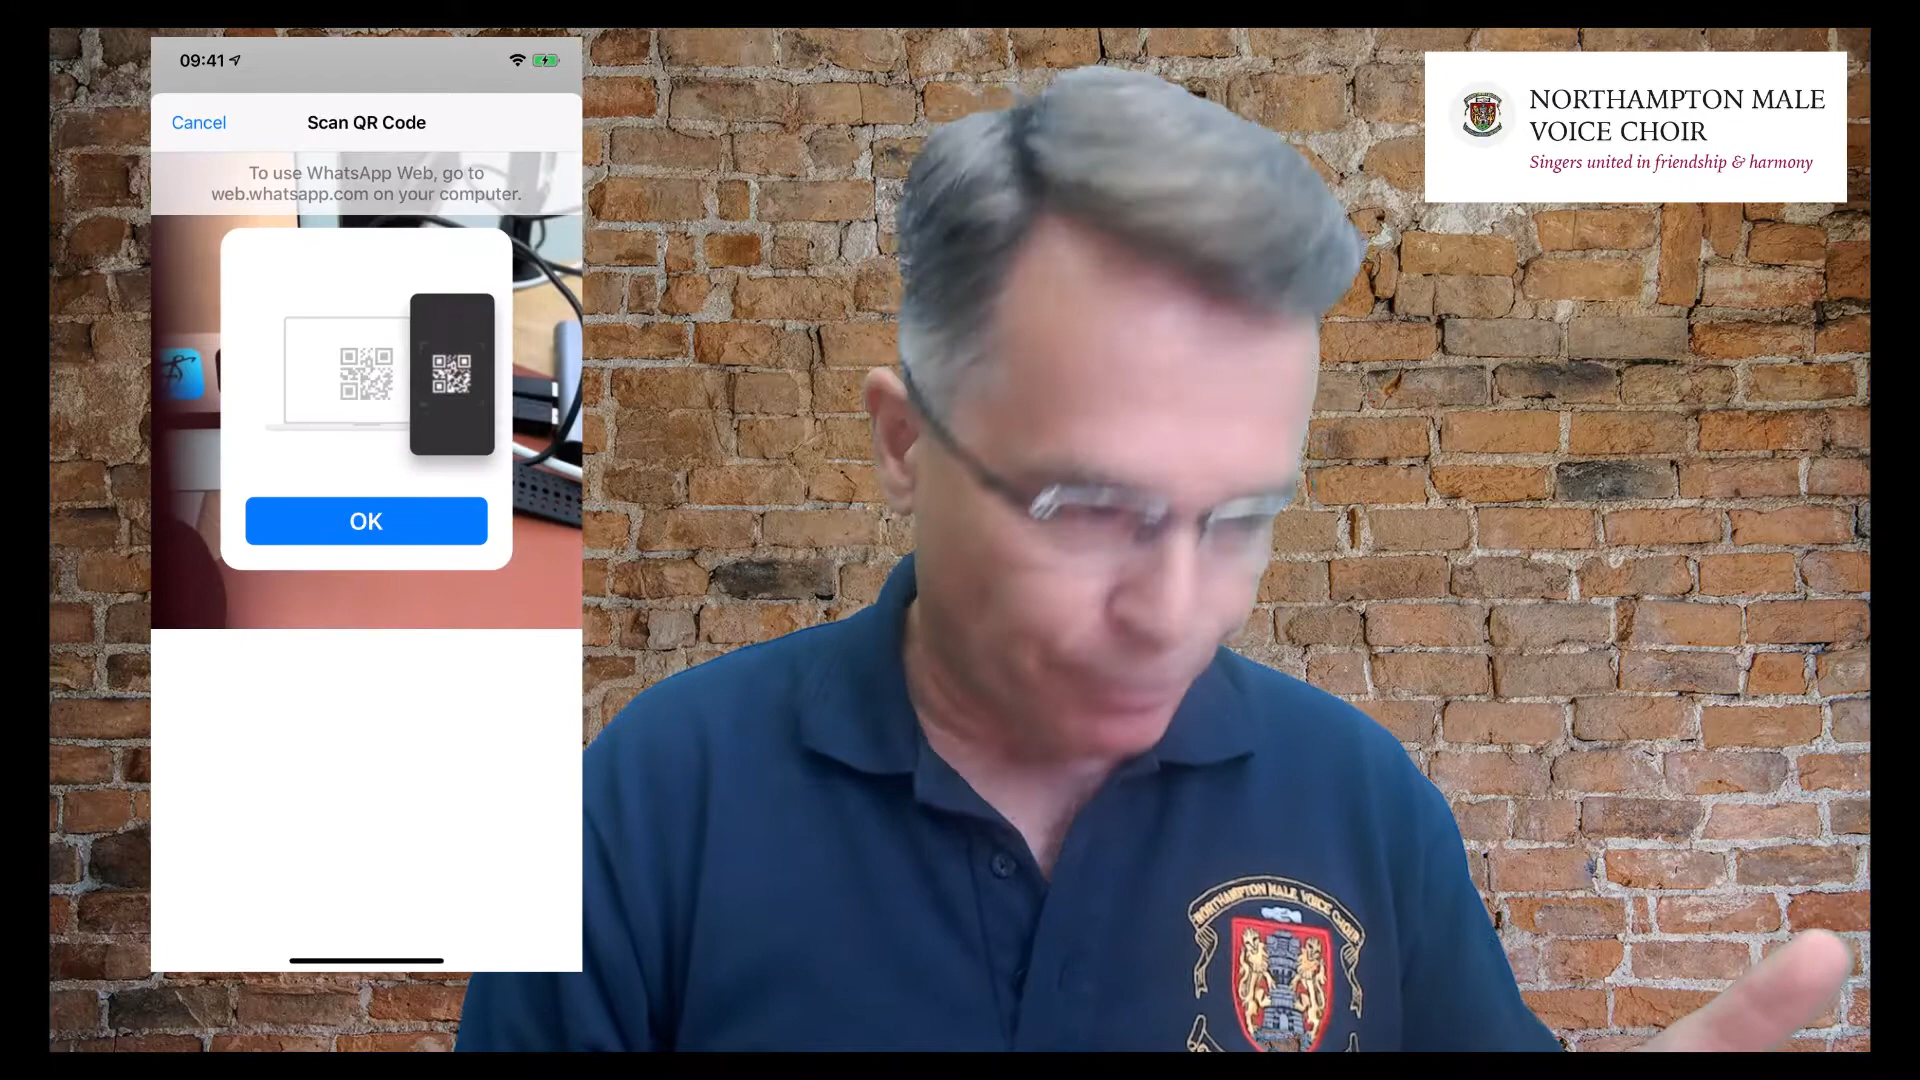 09:41
Cancel
Scan QR Code
To use WhatsApp Web, go to
web.whatsapp.com on your computer.
OK
NORTHAMPTON MALE
VOICE CHOIR
Singers united in friendship & harmony
NORTHAMPTON MALE VOICE CHOIR